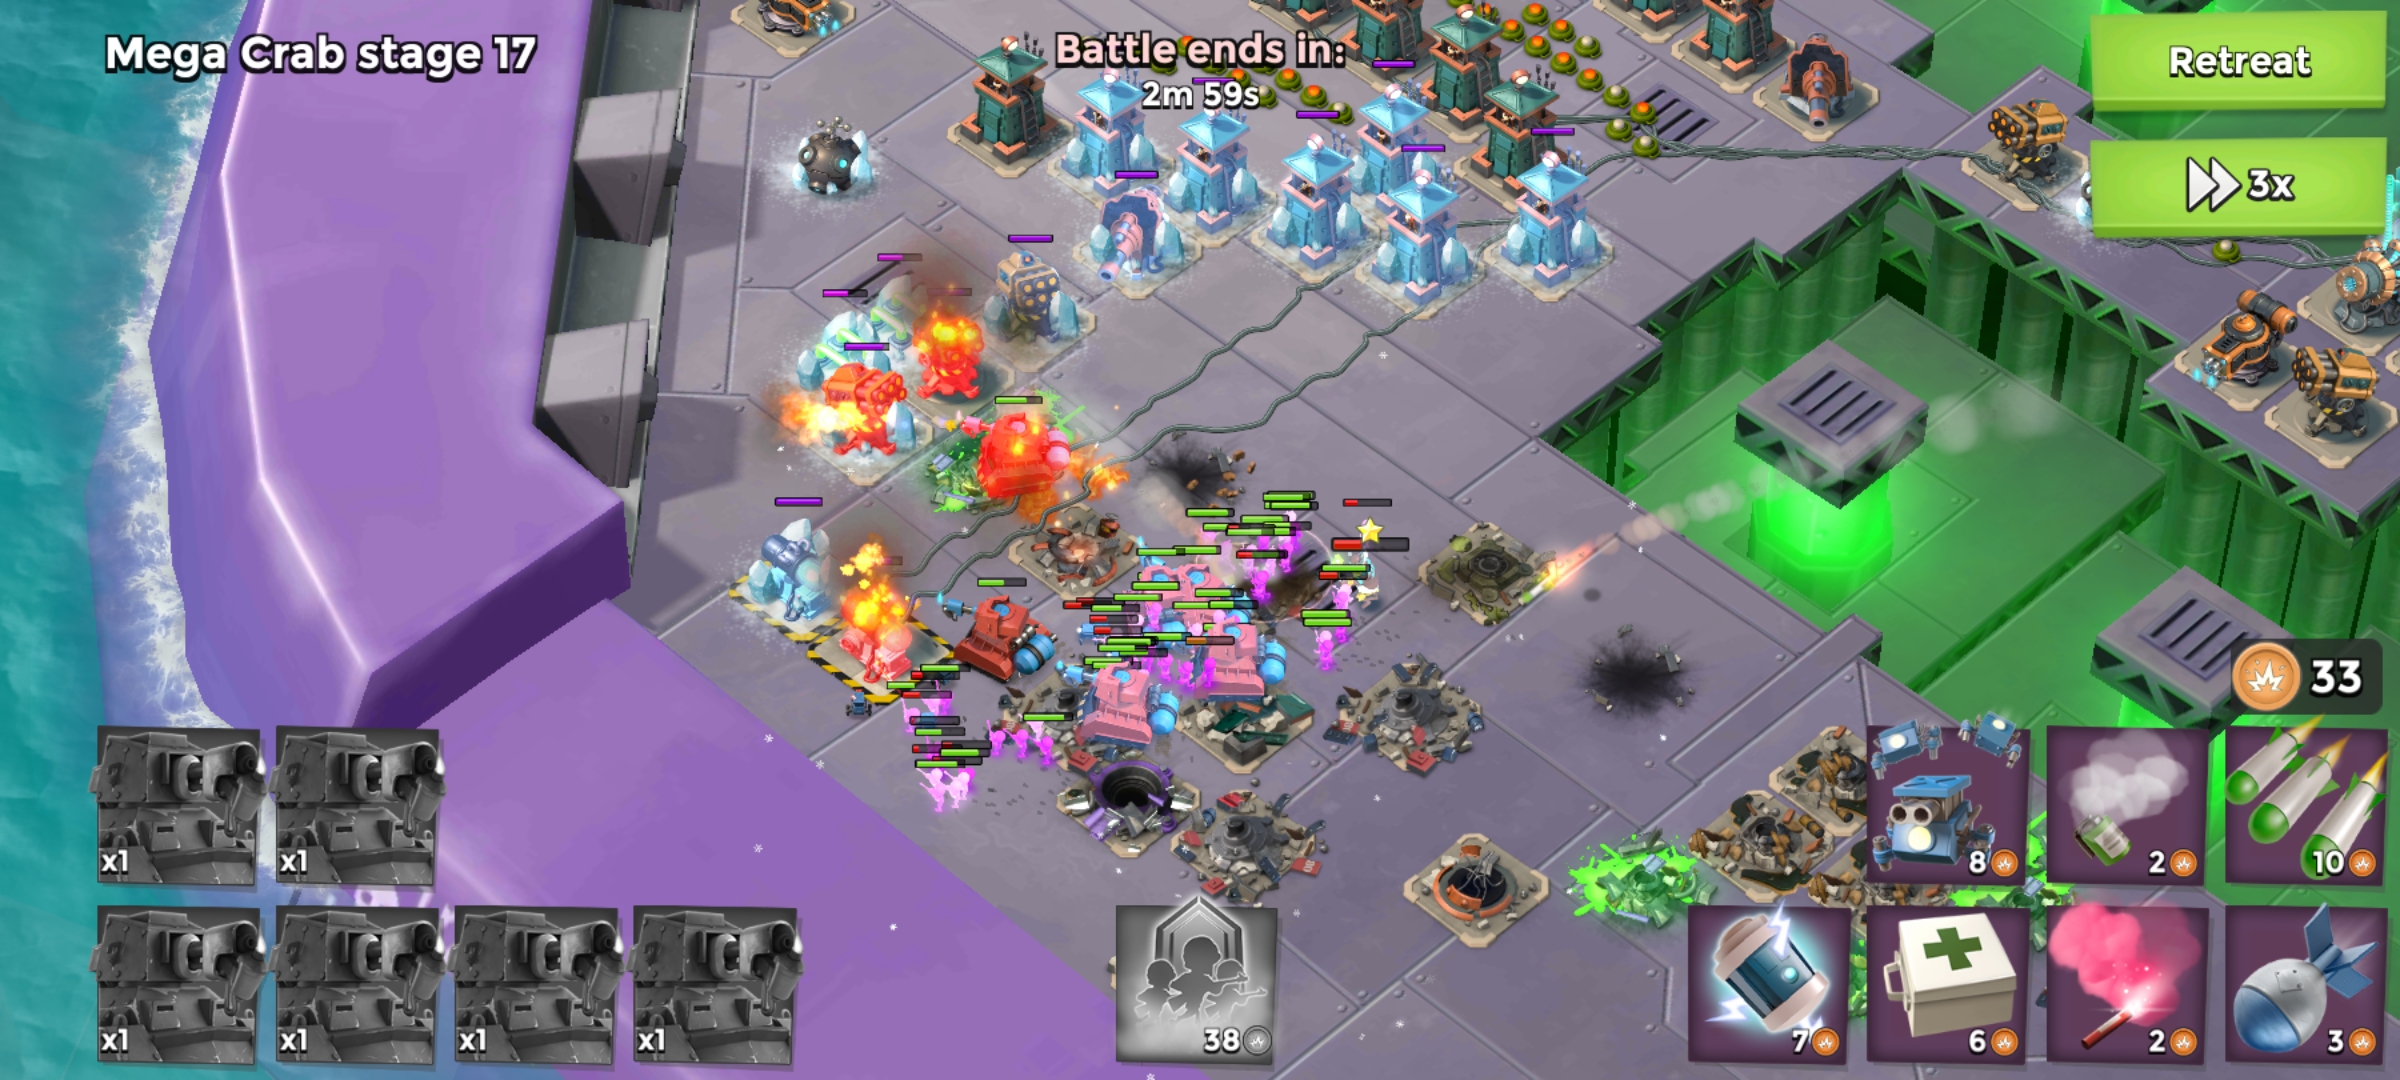 Mega Crab stage 17
Battle ends in:
2m 59s
Retreat
3x
33
x1
x1
8
2
10
x1
x1
x1
x1
38
7
6
2
3